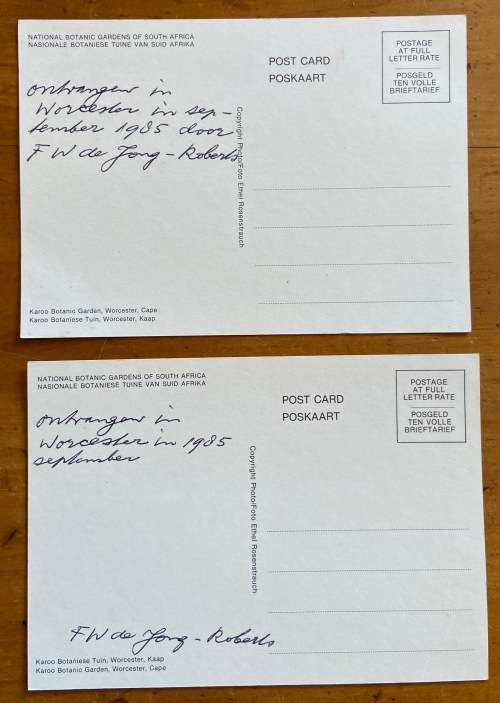 NATIONAL BOTANIC GARDENS OF SOUTH AFRICA
NASIONALE BOTANIESE TUINE VAN SUID AFRIKA
POST CARD
POSKAART
POSTAGE
AT FULL
LETTER RATE
POSGELD
TEN VOLLE
BRIEFTARIEF
ontvangen in
Worcester in sep-
tember 1985 door
F W de Jong - Roberts
Copyright Photo/Foto Ethel Rosenstrauch
Karoo Botanic Garden, Worcester, Cape
Karoo Botaniese Tuin, Worcester, Kaap
NATIONAL BOTANIC GARDENS OF SOUTH AFRICA
NASIONALE BOTANIESE TUINE VAN SUID AFRIKA
POST CARD
POSKAART
POSTAGE
AT FULL
LETTER RATE
POSGELD
TEN VOLLE
BRIEFTARIEF
ontvangen in
Worcester in 1985
september
Copyright Photo/Foto Ethel Rosenstrauch
F W de Jong - Roberts
Karoo Botaniese Tuin, Worcester, Kaap
Karoo Botanic Garden, Worcester, Cape